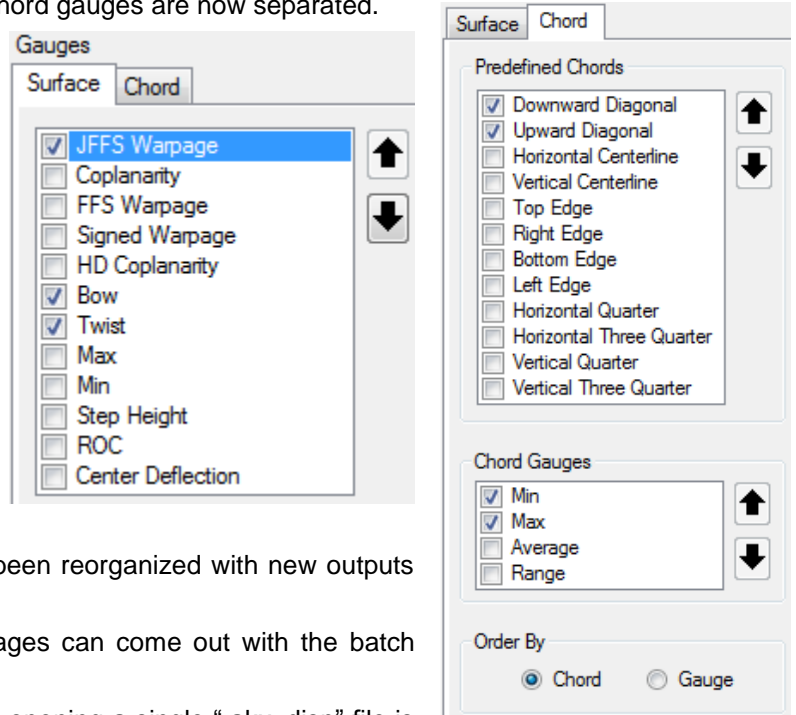 hord gauges are now separated.
Gauges
Surface Chord
JFFS Warpage
Coplanarity
FFS Warpage
Signed Warpage
HD Coplanarity
Bow
Twist
Max
Min
Step Height
ROC
Center Deflection
been reorganized with new outputs
ages can come out with the batch
opening a single
file is
Surface Chord
Predefined Chords
Downward Diagonal
Upward Diagonal
Horizontal Centerline
Vertical Centerline
Top Edge
Right Edge
Bottom Edge
Left Edge
Horizontal Quarter
Horizontal Three Quarter
Vertical Quarter
Vertical Three Quarter
Chord Gauges
Min
Max
Average
Range
Order By
Chord Gauge